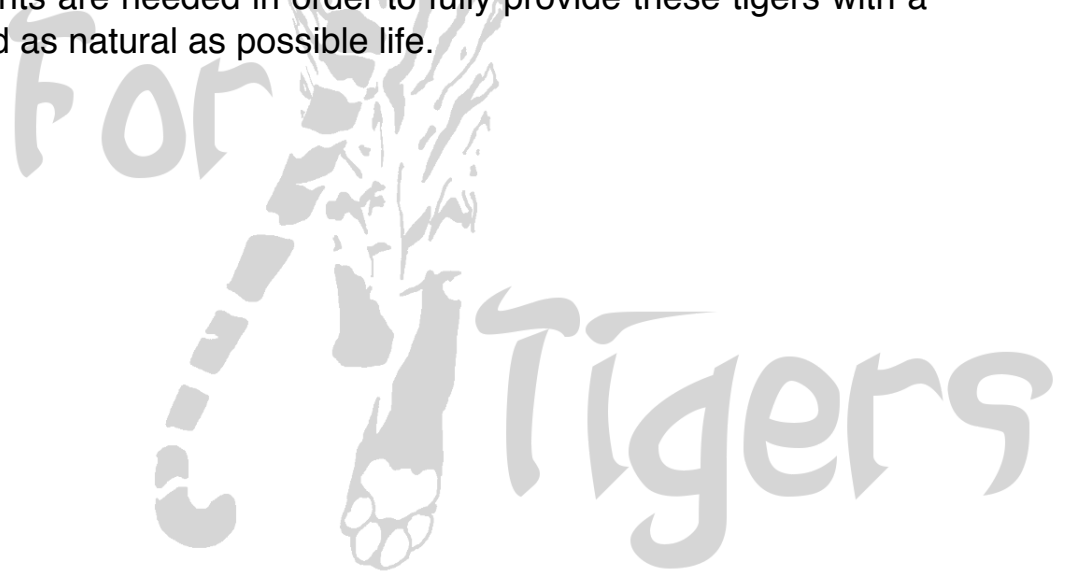 nts are needed in order to fully provide these tigers with a
d as natural as possible life.
For
Tigers